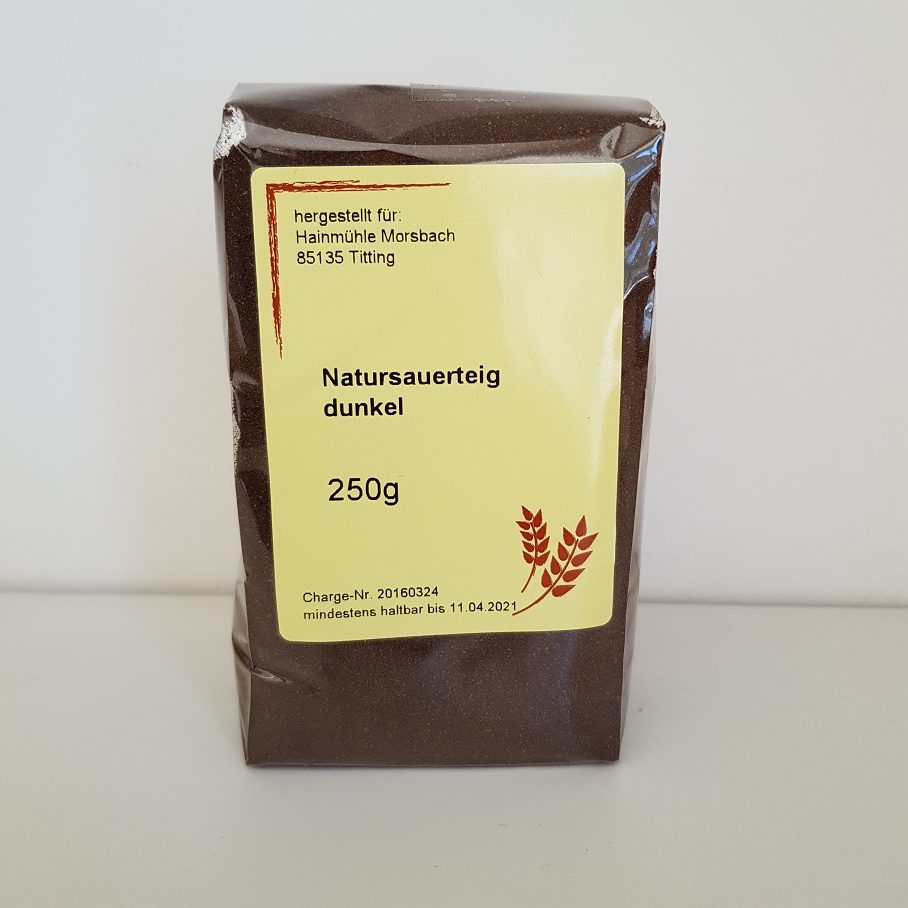 hergestellt für:
Hainmühle Morsbach
85135 Titting
Natursauerteig
dunkel
250g
Charge-Nr. 20160324
mindestens haltbar bis 11.04.2021